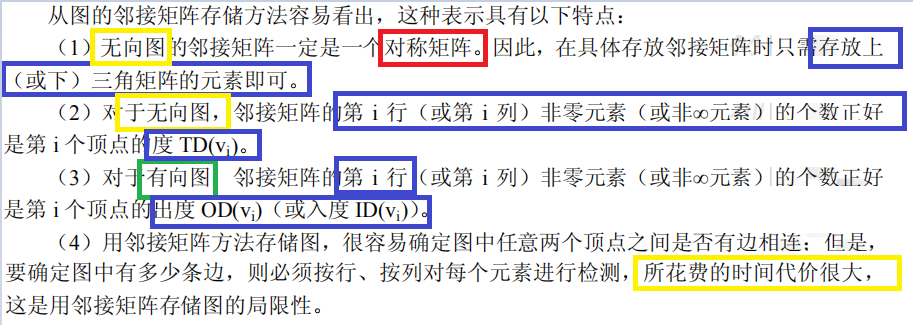 从图的邻接矩阵存储方法容易看出，这种表示具有以下特点：
（1）无向图的邻接矩阵一定是一个对称矩阵。因此，在具体存放邻接矩阵时只需存放上
（或下）三角矩阵的元素即可。
（2）对于无向图，邻接矩阵的第 i 行（或第 i 列）非零元素（或非∞元素）的个数正好
是第 i 个顶点的度 TD(vi)。
（3）对于有向图 邻接矩阵的第 i 行（或第 i 列）非零元素（或非∞元素）的个数正好
是第 i 个顶点的出度 OD(vi)（或入度 ID(vi)）。
（4）用邻接矩阵方法存储图，很容易确定图中任意两个顶点之间是否有边相连；但是，
要确定图中有多少条边，则必须按行、按列对每个元素进行检测，所花费的时间代价很大，
这是用邻接矩阵存储图的局限性。